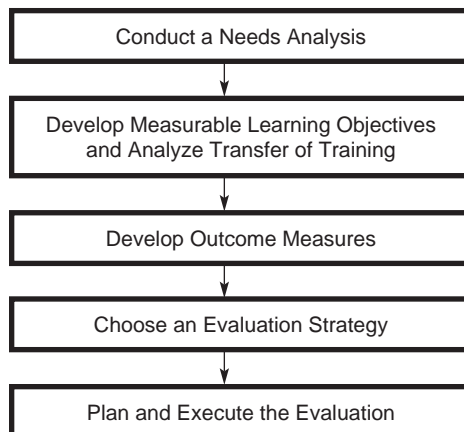 Conduct a Needs Analysis
Develop Measurable Learning Objectives
and Analyze Transfer of Training
Develop Outcome Measures
Choose an Evaluation Strategy
Plan and Execute the Evaluation